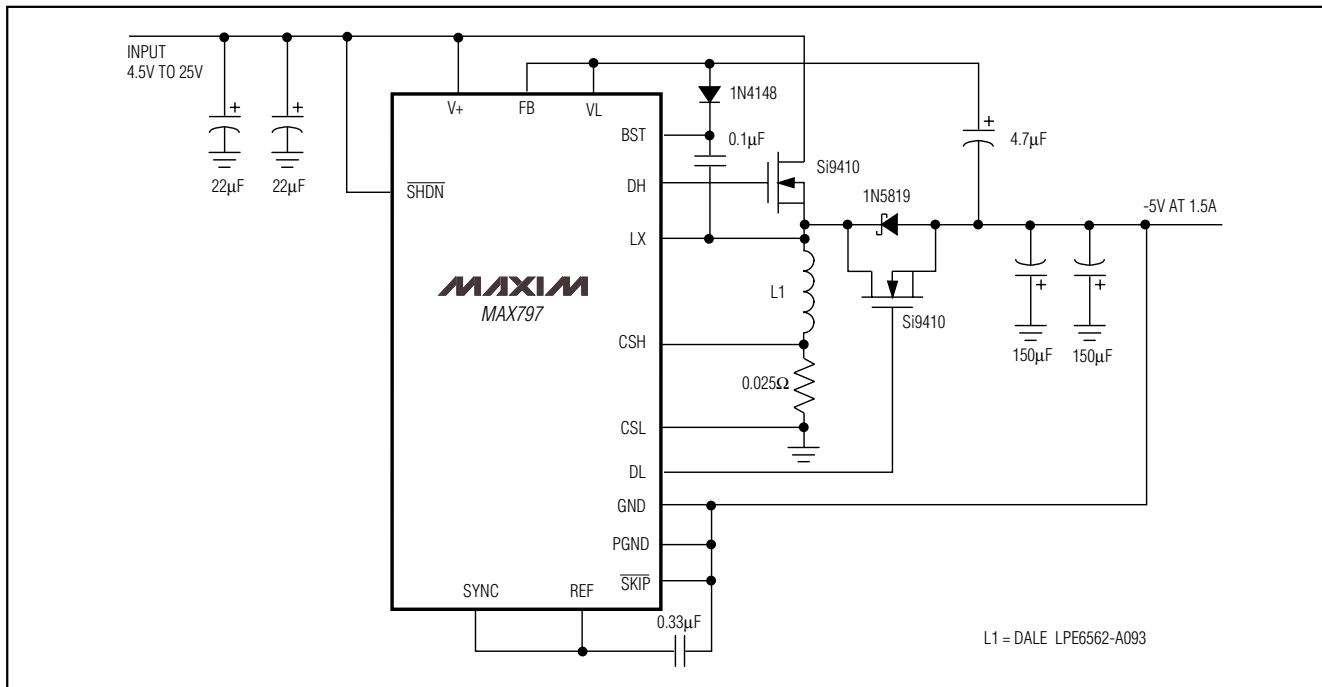 INPUT
4.5V TO 25V
22µF
22µF
V+
FB
VL
SHDN
BST
DH
LX
CSH
CSL
DL
GND
PGND
SKIP
SYNC
REF
MAXIM
MAX797
1N4148
0.1µF
Si9410
1N5819
4.7µF
-5V AT 1.5A
L1
Si9410
150µF
150µF
0.025Ω
0.33µF
L1 = DALE LPE6562-A093